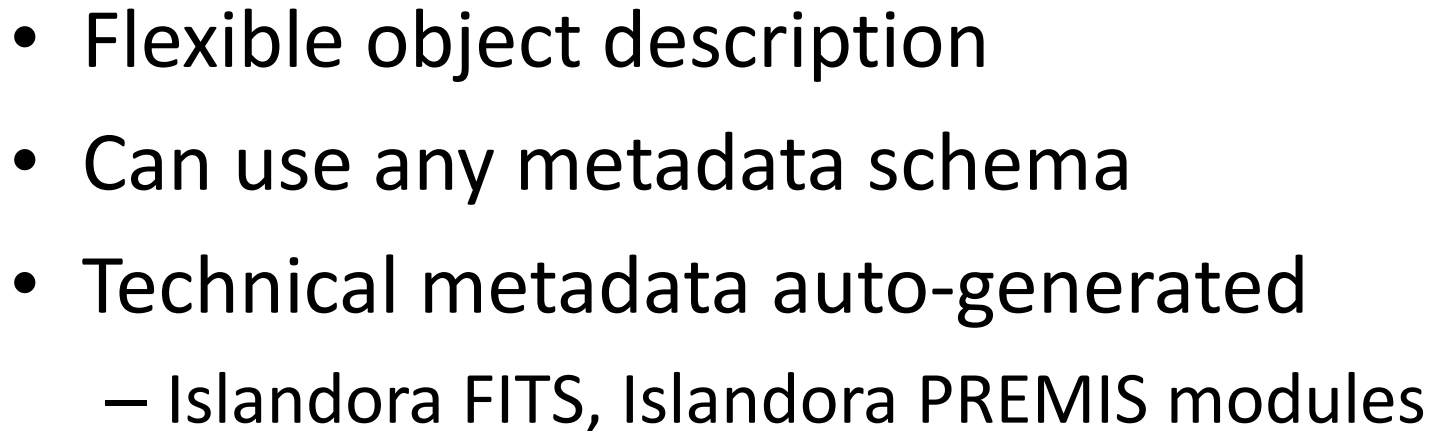 • Flexible object description
• Can use any metadata schema
• Technical metadata auto-generated
– Islandora FITS, Islandora PREMIS modules